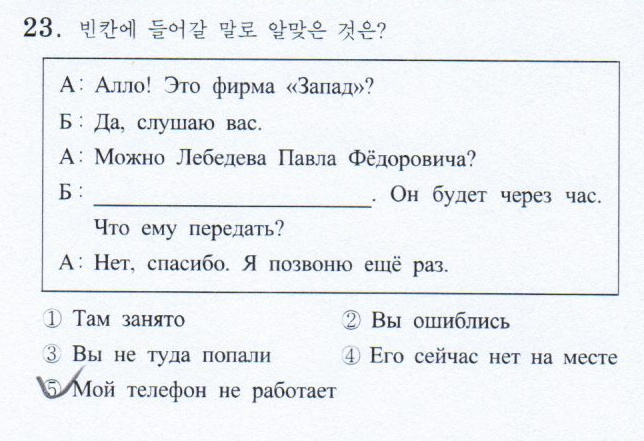 23. 빈칸에 들어갈 말로 알맞은 것은?
А: Алло! Это фирма «Запад»?
Б: Да, слушаю вас.
А: Можно Лебедева Павла Фёдоровича?
Б: ____________________. Он будет через час.
Что ему передать?
А: Нет, спасибо. Я позвоню ещё раз.
① Там занято ② Вы ошиблись
③ Вы не туда попали ④ Его сейчас нет на месте
⑤ Мой телефон не работает